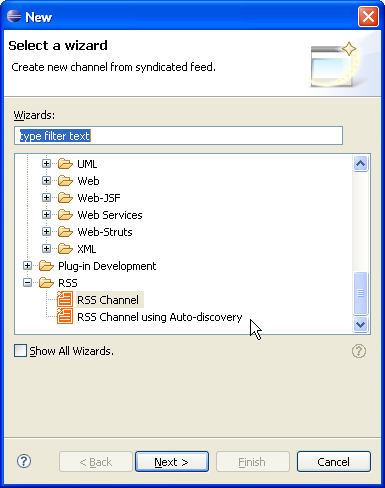 New
Select a wizard
Create new channel from syndicated feed.
Wizards:
type filter text
UML
Web
Web-JSF
Web Services
Web-Struts
XML
Plug-in Development
RSS
RSS Channel
RSS Channel using Auto-discovery
Show All Wizards.
< Back
Next >
Finish
Cancel